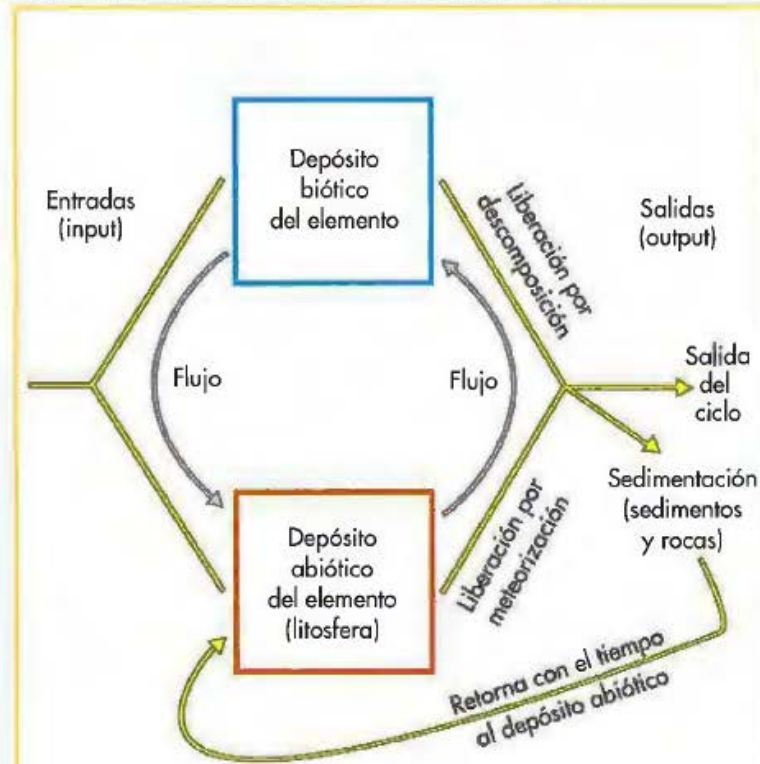 Entradas
(input)
Depósito
biótico
del elemento
Liberación por
descomposición
Salidas
(output)
Flujo
Flujo
Salida
del
ciclo
Depósito
abiótico
del elemento
(litosfera)
Liberación por
meteorización
Sedimentación
(sedimentos
y rocas)
Retorna con el tiempo
al depósito abiótico